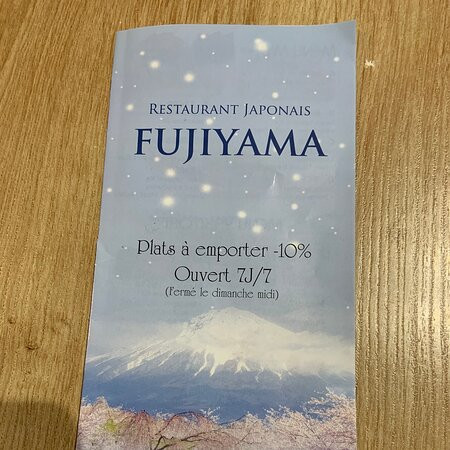 RESTAURANT JAPONAIS
FUJIYAMA
Plats à emporter -10%
Ouvert 7J/7
(Fermé le dimanche midi)